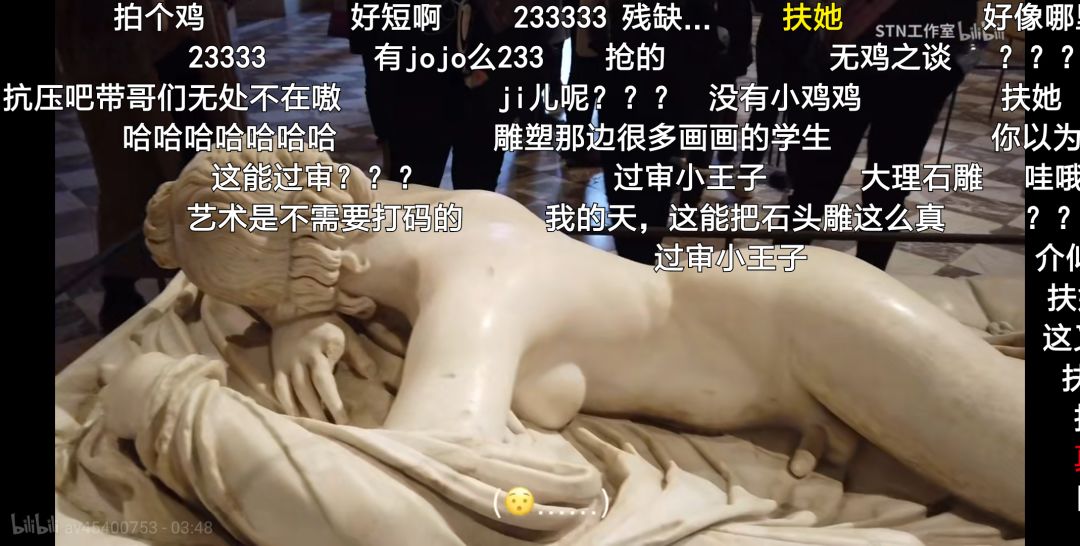 拍个鸡 好短啊 233333 残缺... 扶她 好像哪里
STN工作室 bilibili
23333 有jojo么233 抢的 无鸡之谈 ？？？
抗压吧带哥们无处不在嗷 ji儿呢？？？ 没有小鸡鸡 扶她
哈哈哈哈哈哈哈 雕塑那边很多画画的学生 你以为
这能过审？？？ 过审小王子 大理石雕 哇哦
艺术是不需要打码的 我的天，这能把石头雕这么真 ？？
过审小王子 介
扶
这
扶
(😯......)
bilibili av45400753 - 03:48